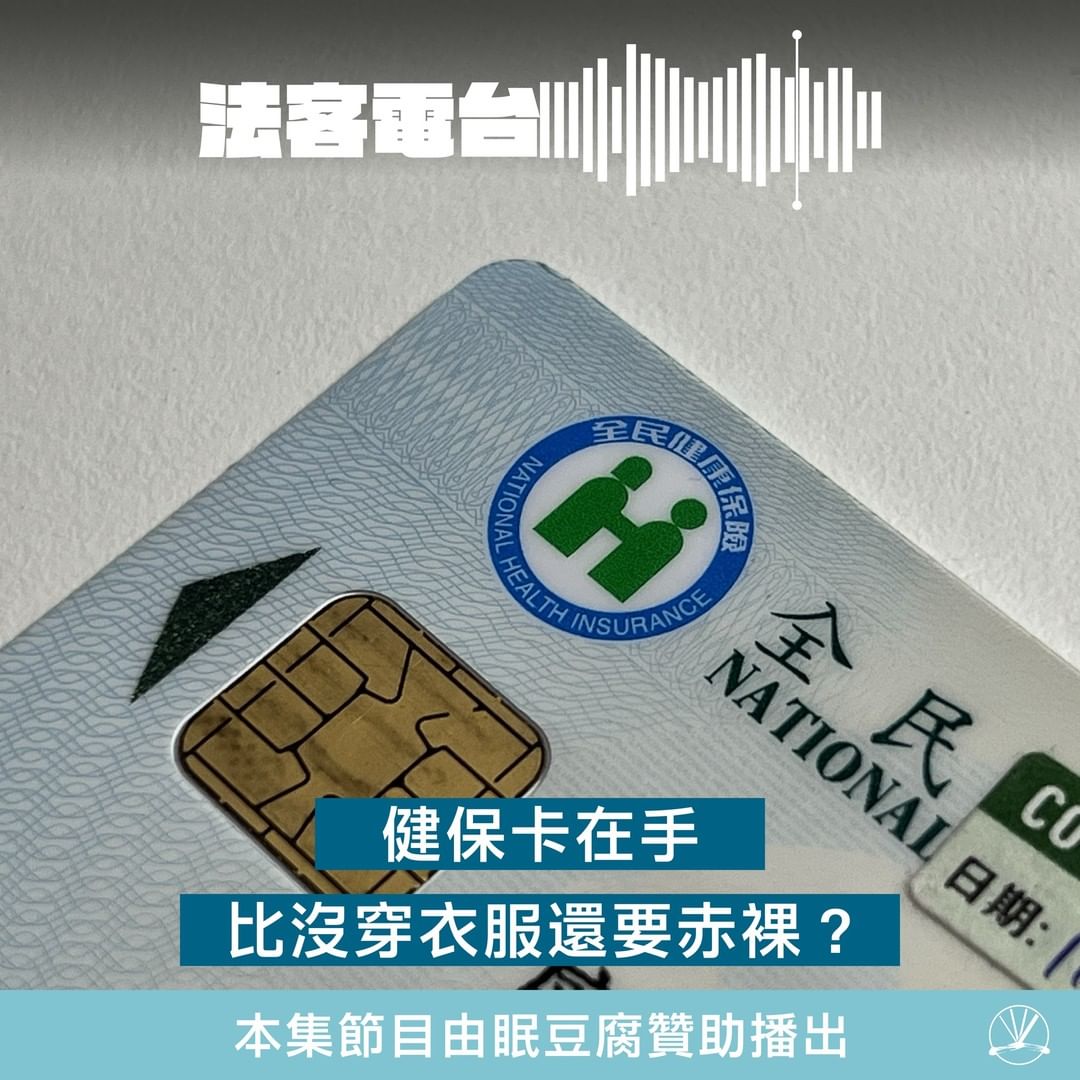 法客電台
全民健康保險
NATIONAL HEALTH INSURANCE
全民
NATIONAL
CO
日期:
健保卡在手
比沒穿衣服還要赤裸？
本集節目由眠豆腐贊助播出